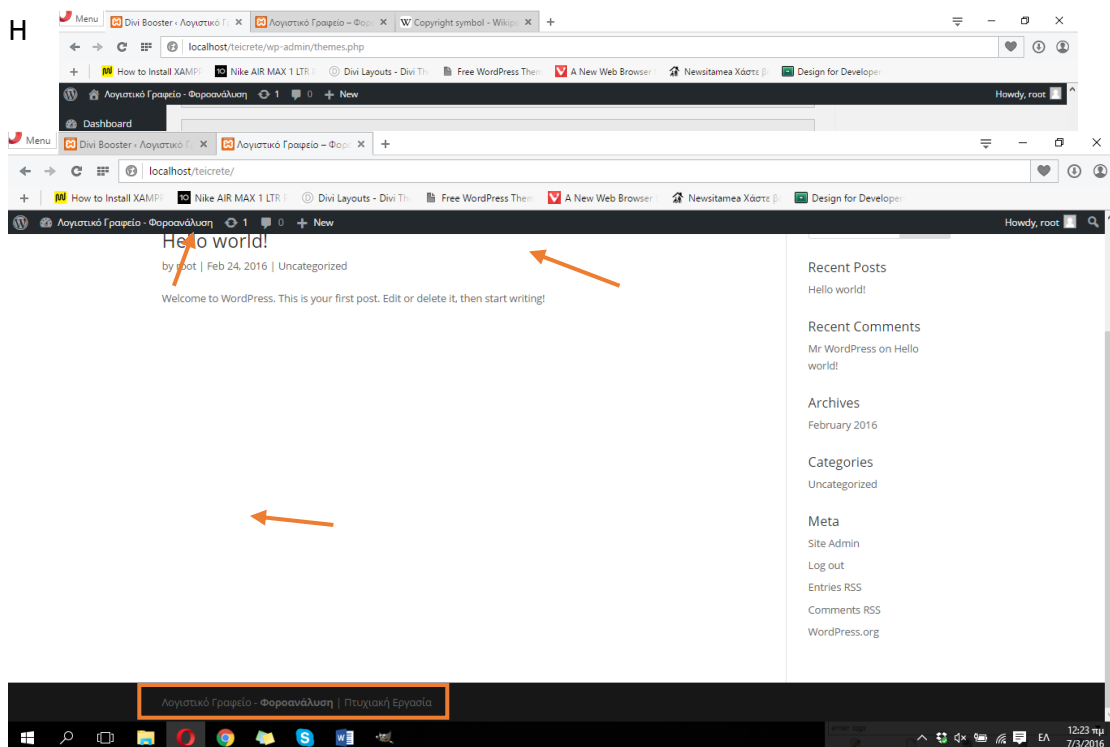 Η
Menu Divi Booster ‹ Λογιστικό Γρ Λογιστικό Γραφείο – Φορο Copyright symbol - Wikipe
localhost/teicrete/wp-admin/themes.php
How to Install XAMPP Nike AIR MAX 1 LTR Divi Layouts - Divi Th Free WordPress Them A New Web Browser Newsitamea Χάστε β Design for Developer
Λογιστικό Γραφείο - Φοροανάλυση 1 0 + New Howdy, root
Dashboard
Menu Divi Booster ‹ Λογιστικό Γρ Λογιστικό Γραφείο – Φορο
localhost/teicrete/
How to Install XAMPP Nike AIR MAX 1 LTR Divi Layouts - Divi Th Free WordPress Them A New Web Browser Newsitamea Χάστε β Design for Developer
Λογιστικό Γραφείο - Φοροανάλυση 1 0 + New Howdy, root
Hello world!
by root | Feb 24, 2016 | Uncategorized
Welcome to WordPress. This is your first post. Edit or delete it, then start writing!
Recent Posts
Hello world!
Recent Comments
Mr WordPress on Hello
world!
Archives
February 2016
Categories
Uncategorized
Meta
Site Admin
Log out
Entries RSS
Comments RSS
WordPress.org
Λογιστικό Γραφείο - Φοροανάλυση | Πτυχιακή Εργασία
ΕΛ
12:23 πμ
7/3/2016